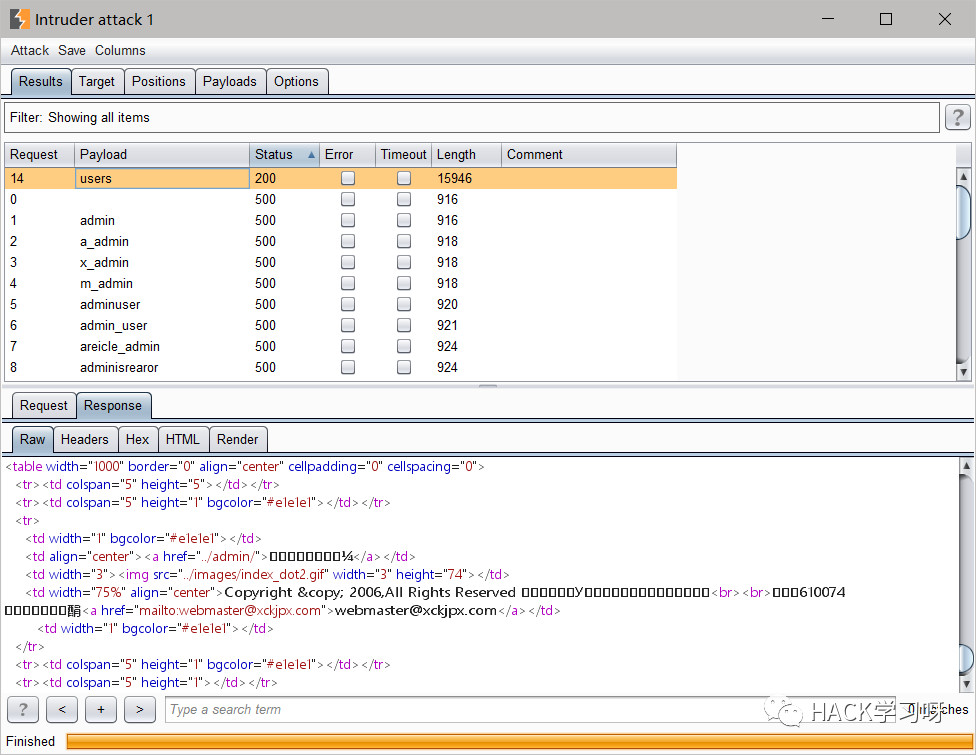 Intruder attack 1
Attack Save Columns
Results Target Positions Payloads Options
Filter: Showing all items
?
Request Payload Status Error Timeout Length Comment
14 users 200 15946
0 500 916
1 admin 500 916
2 a_admin 500 918
3 x_admin 500 918
4 m_admin 500 918
5 adminuser 500 920
6 admin_user 500 921
7 areicle_admin 500 924
8 adminisrearor 500 924
Request Response
Raw Headers Hex HTML Render
<table width="1000" border="0" align="center" cellpadding="0" cellspacing="0">
<tr><td colspan="5" height="5"></td></tr>
<tr><td colspan="5" height="1" bgcolor="#e1e1e1"></td></tr>
<tr>
<td width="1" bgcolor="#e1e1e1"></td>
<td align="center"><a href="../admin/">¼</a></td>
<td width="3"><img src="../images/index_dot2.gif" width="3" height="74"></td>
<td width="75%" align="center">Copyright &copy; 2006,All Rights Reserved <br><br>610074
<a href="mailto:webmaster@xckjpx.com">webmaster@xckjpx.com</a></td>
<td width="1" bgcolor="#e1e1e1"></td>
</tr>
<tr><td colspan="5" height="1" bgcolor="#e1e1e1"></td></tr>
<tr><td colspan="5" height="1"></td></tr>
? < + > Type a search term 0 matches
HACK学习呀
Finished